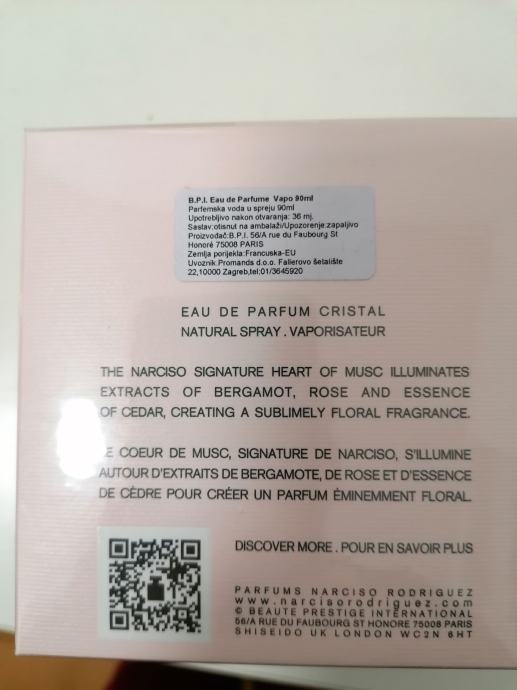 B.P.I. Eau de Parfume Vapo 90ml
Parfemska voda u spreju 90ml
Upotrebljivo nakon otvaranja: 36 mj.
Sastav:otisnut na ambalaži/Upozorenje:zapaljivo
Proizvođač:B.P.I. 56/A rue du Faubourg St
Honoré 75008 PARIS
Zemlja porijekla:Francuska-EU
Uvoznik:Promands d.o.o. Fallerovo šetalište
22,10000 Zagreb,tel:01/3645920
EAU DE PARFUM CRISTAL
NATURAL SPRAY . VAPORISATEUR
THE NARCISO SIGNATURE HEART OF MUSC ILLUMINATES
EXTRACTS OF BERGAMOT, ROSE AND ESSENCE
OF CEDAR, CREATING A SUBLIMELY FLORAL FRAGRANCE.
LE COEUR DE MUSC, SIGNATURE DE NARCISO, S'ILLUMINE
AUTOUR D'EXTRAITS DE BERGAMOTE, DE ROSE ET D'ESSENCE
DE CÈDRE POUR CRÉER UN PARFUM ÉMINEMMENT FLORAL.
DISCOVER MORE . POUR EN SAVOIR PLUS
PARFUMS NARCISO RODRIGUEZ
www.narcisorodriguez.com
© BEAUTE PRESTIGE INTERNATIONAL
56/A RUE DU FAUBOURG ST HONORE 75008 PARIS
SHISEIDO UK LONDON WC2N 6HT